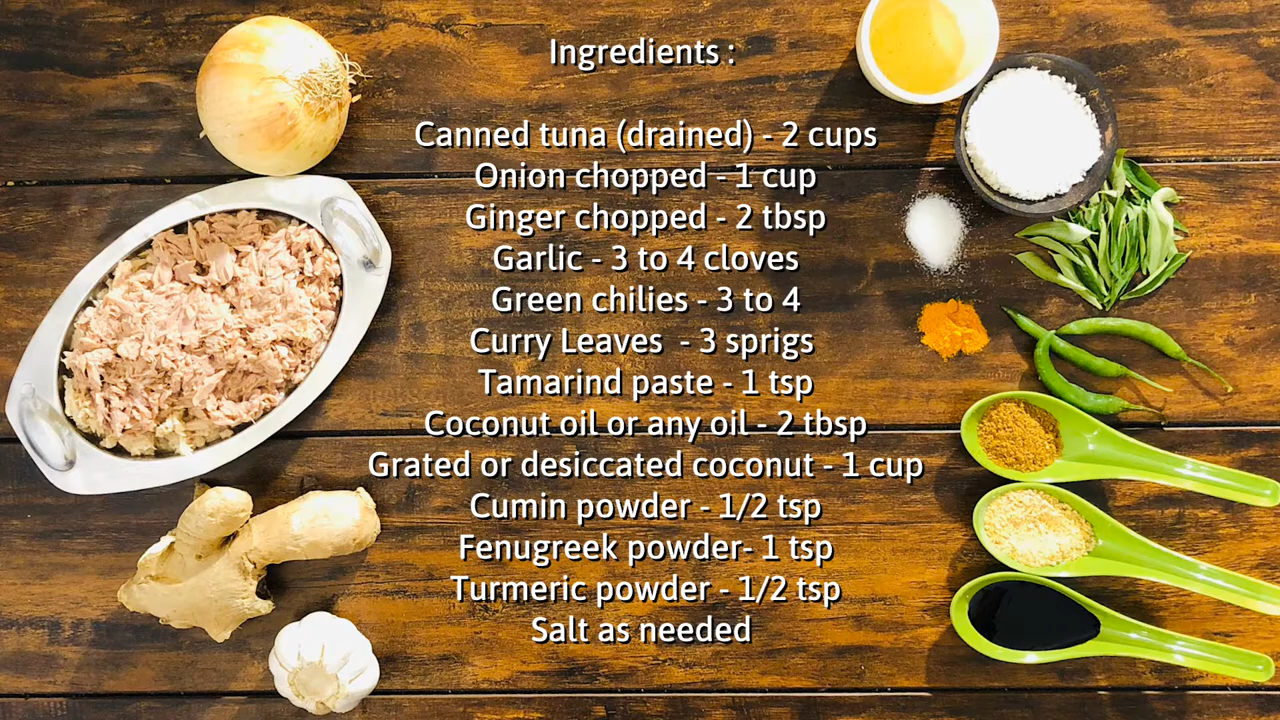 Ingredients :
Canned tuna (drained) - 2 cups
Onion chopped - 1 cup
Ginger chopped - 2 tbsp
Garlic - 3 to 4 cloves
Green chilies - 3 to 4
Curry Leaves  - 3 sprigs
Tamarind paste - 1 tsp
Coconut oil or any oil - 2 tbsp
Grated or desiccated coconut - 1 cup
Cumin powder - 1/2 tsp
Fenugreek powder- 1 tsp
Turmeric powder - 1/2 tsp
Salt as needed